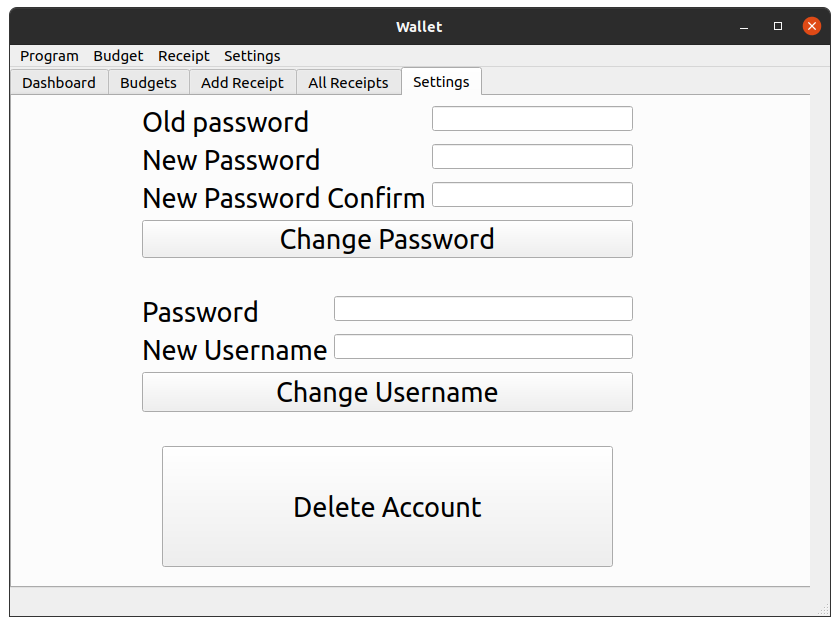 Wallet
Program Budget Receipt Settings
Dashboard Budgets Add Receipt All Receipts Settings
Old password
New Password
New Password Confirm
Change Password
Password
New Username
Change Username
Delete Account